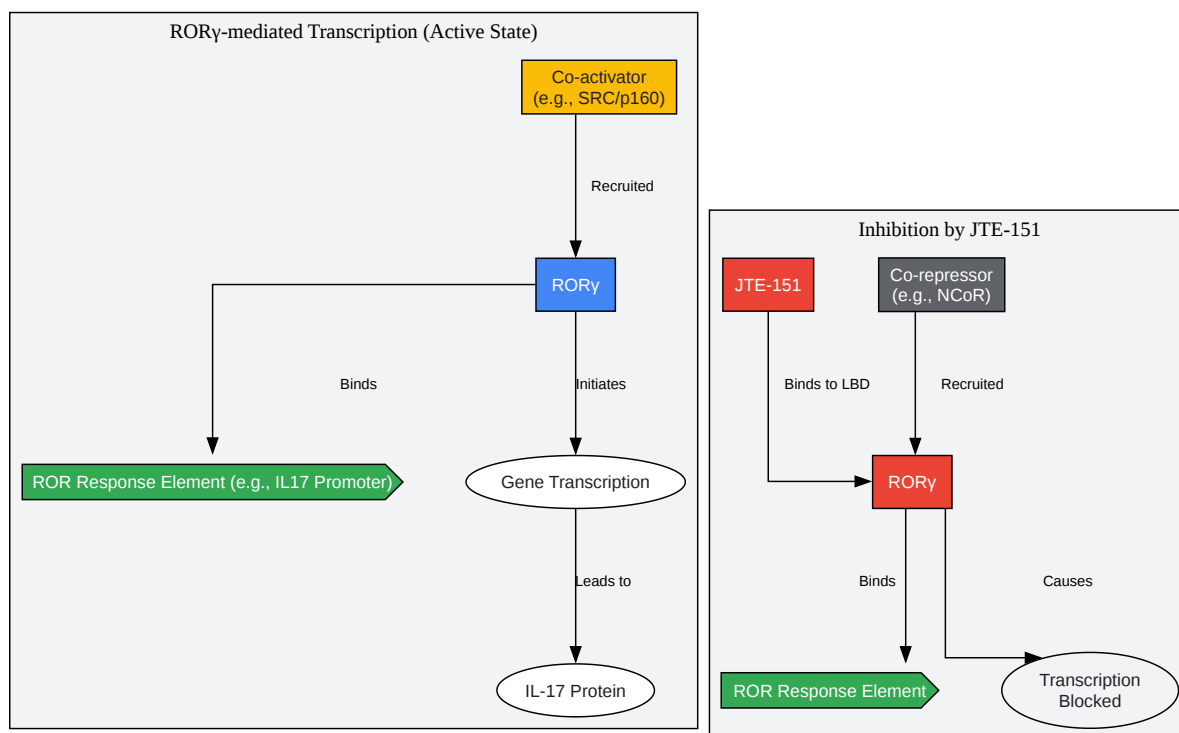 RORγ-mediated Transcription (Active State)
Co-activator
(e.g., SRC/p160)
Recruited
RORγ
Binds
Initiates
ROR Response Element (e.g., IL17 Promoter)
Gene Transcription
Leads to
IL-17 Protein
Inhibition by JTE-151
JTE-151
Co-repressor
(e.g., NCoR)
Binds to LBD
Recruited
RORγ
Binds
Causes
ROR Response Element
Transcription
Blocked